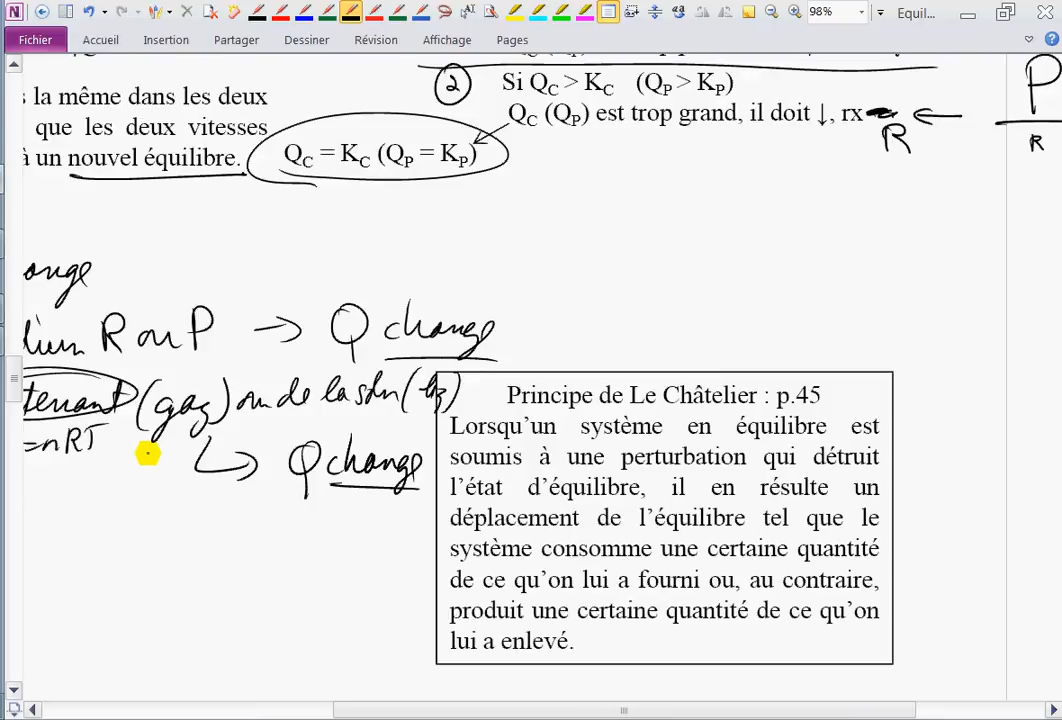 98%
Equil...
Fichier Accueil Insertion Partager Dessiner Révision Affichage Pages
② Si QC > KC (QP > KP)
QC (QP) est trop grand, il doit ↓, rx ←
R
P
R
s la même dans les deux
que les deux vitesses
à un nouvel équilibre.
QC = KC (QP = KP)
ange
R ou P → Q change
tenant (gaz) ou de la soln
=nRT
↳ Q change
Principe de Le Châtelier : p.45
Lorsqu'un système en équilibre est
soumis à une perturbation qui détruit
l'état d'équilibre, il en résulte un
déplacement de l'équilibre tel que le
système consomme une certaine quantité
de ce qu'on lui a fourni ou, au contraire,
produit une certaine quantité de ce qu'on
lui a enlevé.